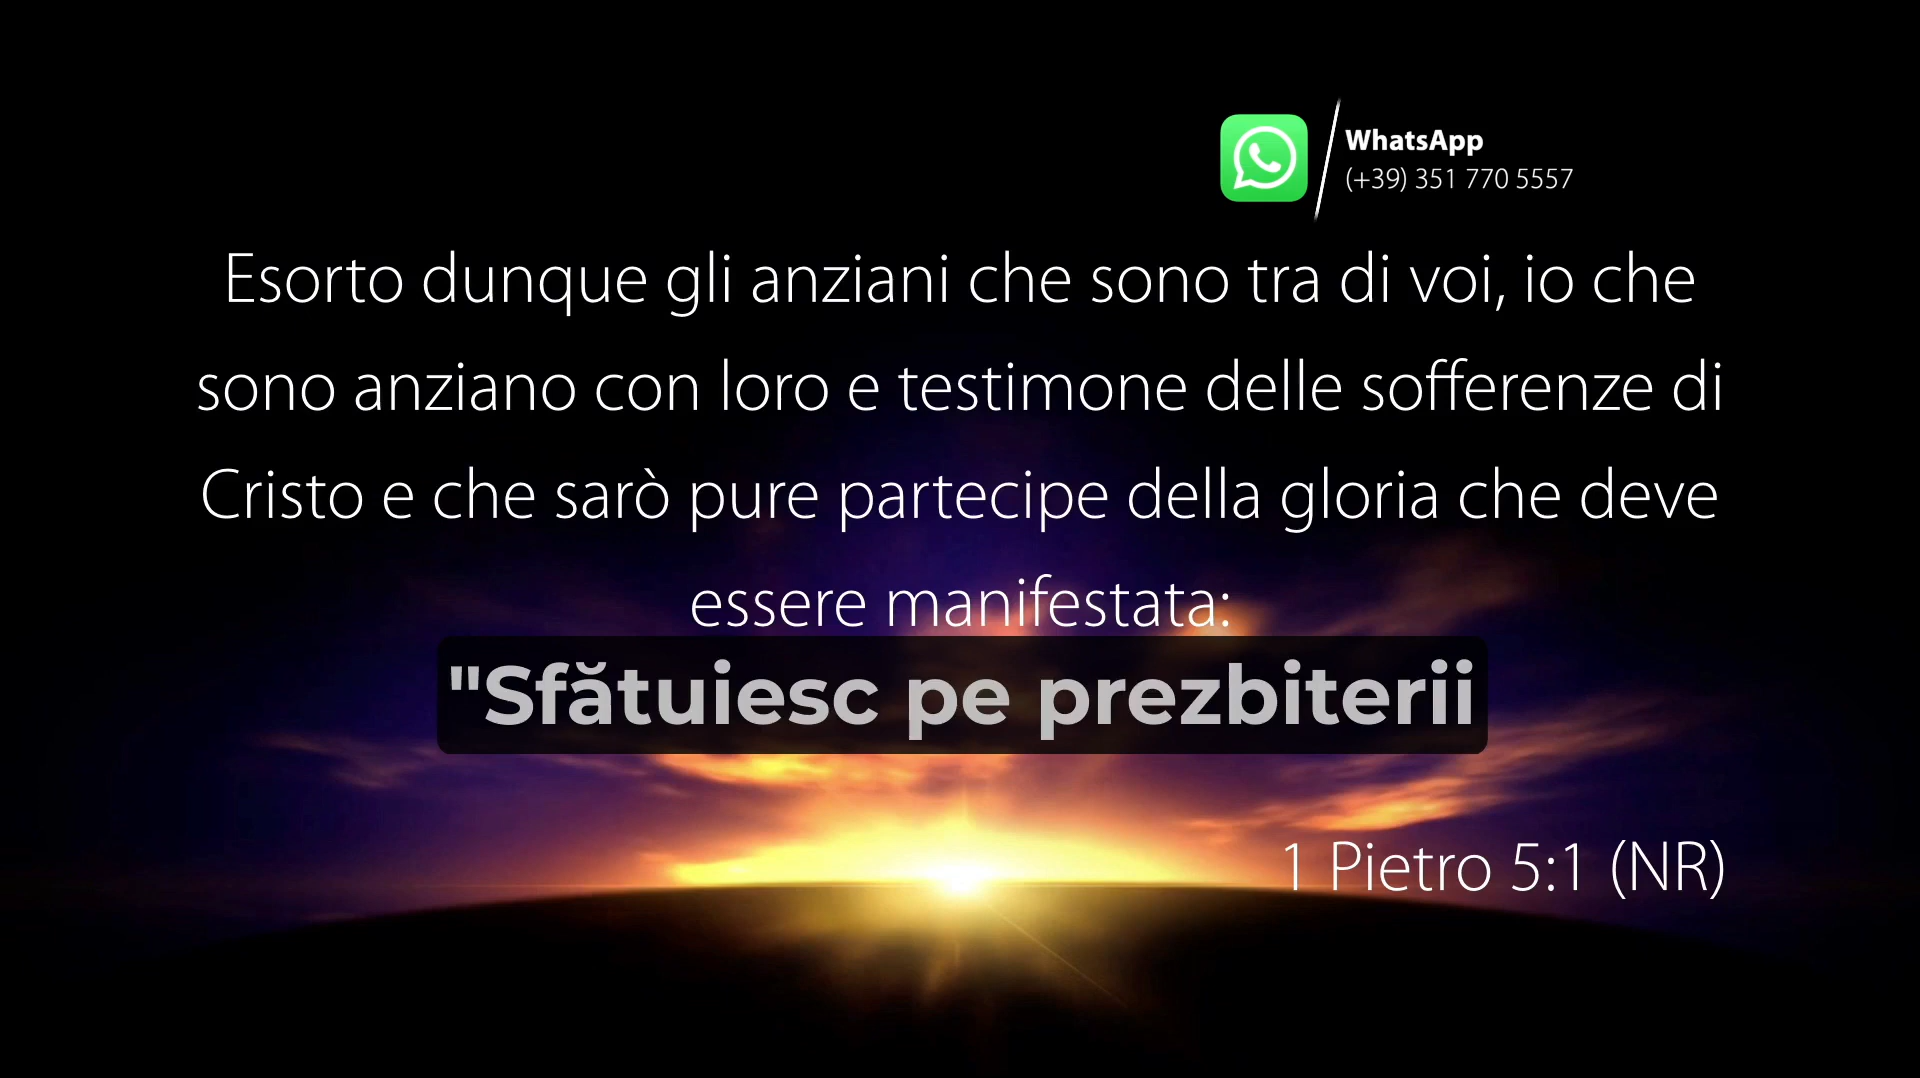 WhatsApp
(+39) 351 770 5557
Esorto dunque gli anziani che sono tra di voi, io che
sono anziano con loro e testimone delle sofferenze di
Cristo e che sarò pure partecipe della gloria che deve
essere manifestata:
"Sfătuiesc pe prezbiterii
1 Pietro 5:1 (NR)